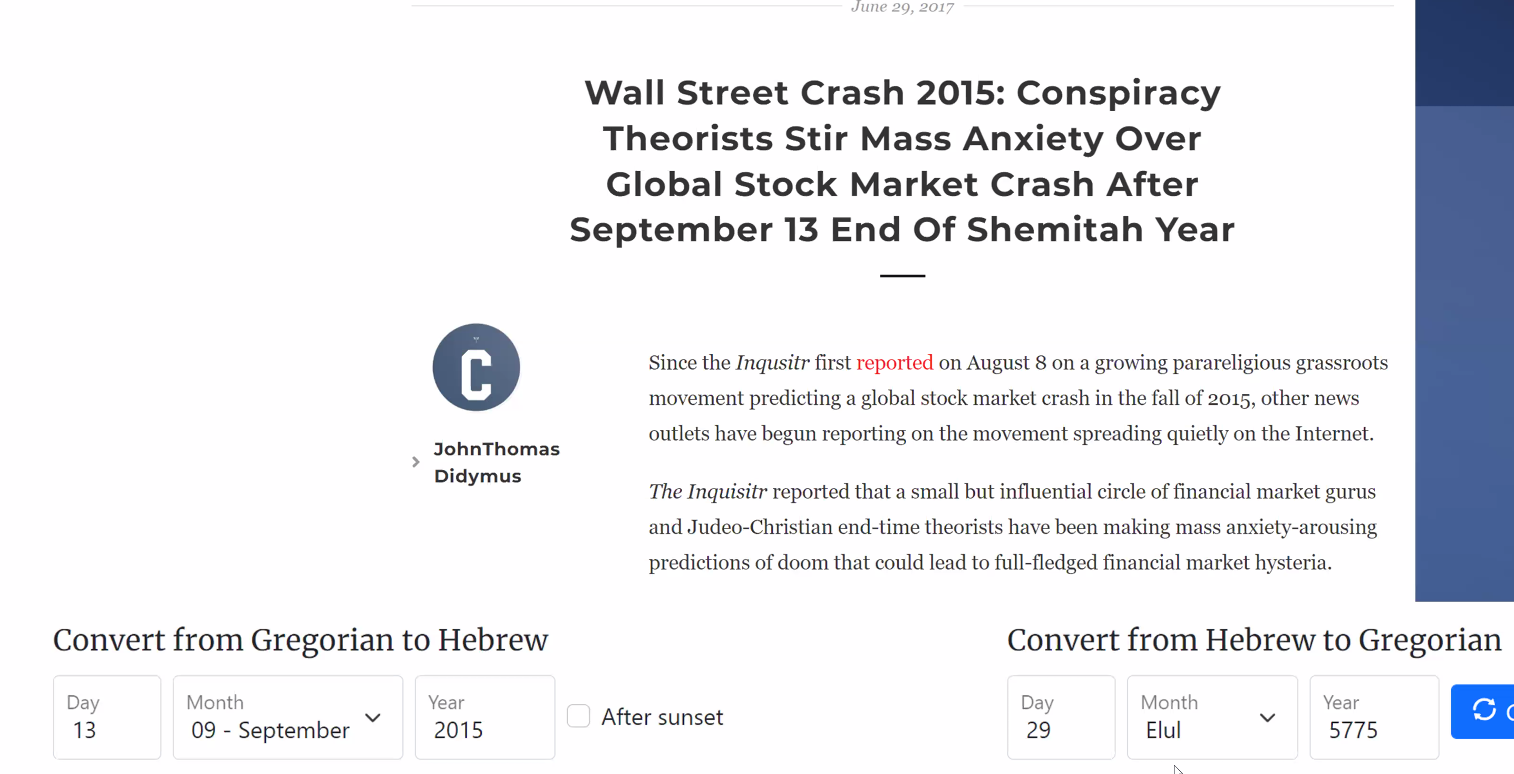 June 29, 2017
Wall Street Crash 2015: Conspiracy
Theorists Stir Mass Anxiety Over
Global Stock Market Crash After
September 13 End Of Shemitah Year
C
JohnThomas
Didymus
Since the Inqusitr first reported on August 8 on a growing parareligious grassroots
movement predicting a global stock market crash in the fall of 2015, other news
outlets have begun reporting on the movement spreading quietly on the Internet.
The Inquisitr reported that a small but influential circle of financial market gurus
and Judeo-Christian end-time theorists have been making mass anxiety-arousing
predictions of doom that could lead to full-fledged financial market hysteria.
Convert from Gregorian to Hebrew
Day
13
Month
09 - September
Year
2015
After sunset
Convert from Hebrew to Gregorian
Day
29
Month
Elul
Year
5775